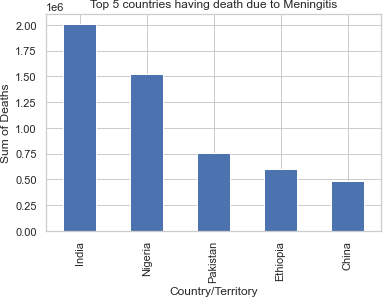 Top 5 countries having death due to Meningitis
1e6
2.00
1.75
1.50
1.25
1.00
0.75
0.50
0.25
0.00
Sum of Deaths
India
Nigeria
Pakistan
Ethiopia
China
Country/Territory